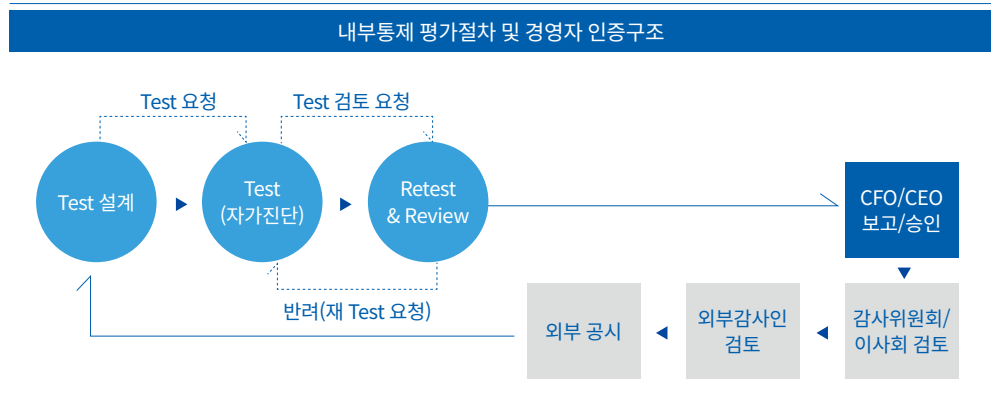 내부통제 평가절차 및 경영자 인증구조
Test 요청
Test 검토 요청
Test 설계
Test
(자가진단)
Retest
& Review
CFO/CEO
보고/승인
반려(재 Test 요청)
외부 공시
외부감사인
검토
감사위원회/
이사회 검토